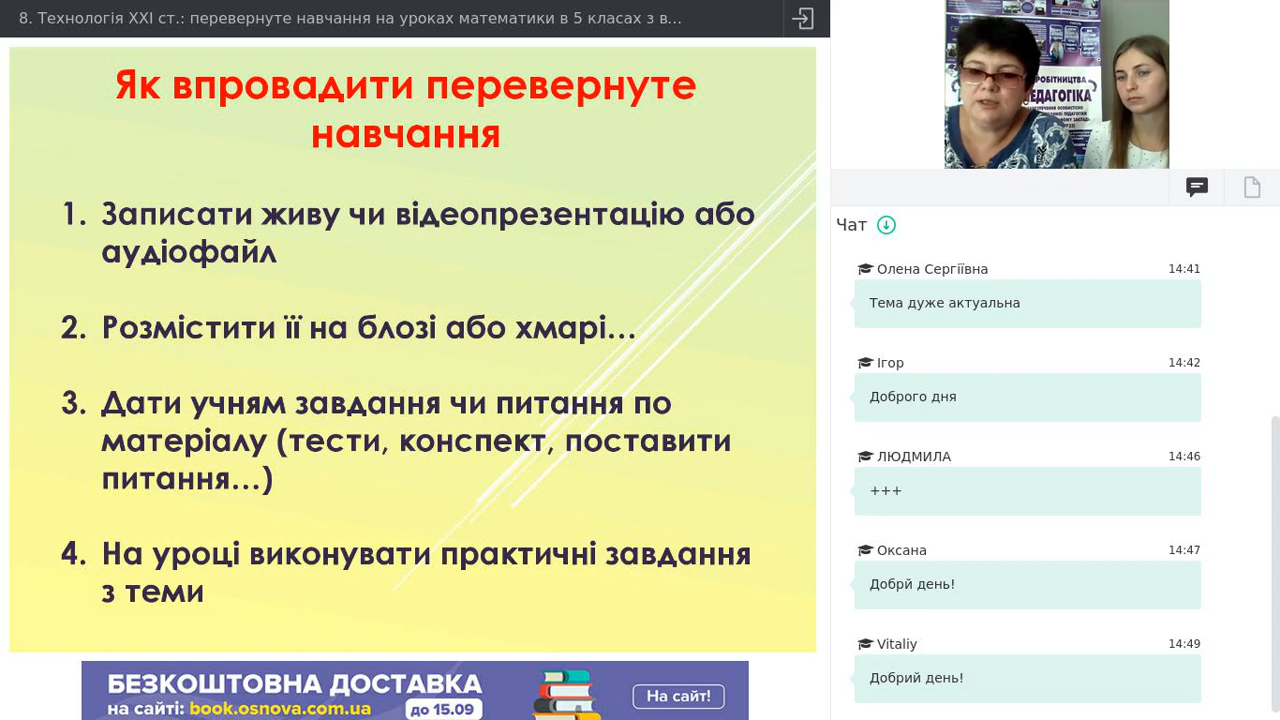 8. Технологія XXI ст.: перевернуте навчання на уроках математики в 5 класах з в...
Як впровадити перевернуте
навчання
1. Записати живу чи відеопрезентацію або
аудіофайл
2. Розмістити її на блозі або хмарі...
3. Дати учням завдання чи питання по
матеріалу (тести, конспект, поставити
питання...)
4. На уроці виконувати практичні завдання
з теми
БЕЗКОШТОВНА ДОСТАВКА
на сайті: book.osnova.com.ua
до 15.09
На сайт!
РОБІТНИЦТВА
ЕДАГОГІКА
Чат
Олена Сергіївна 14:41
Тема дуже актуальна
Ігор 14:42
Доброго дня
ЛЮДМИЛА 14:46
+++
Оксана 14:47
Добрй день!
Vitaliy 14:49
Добрий день!